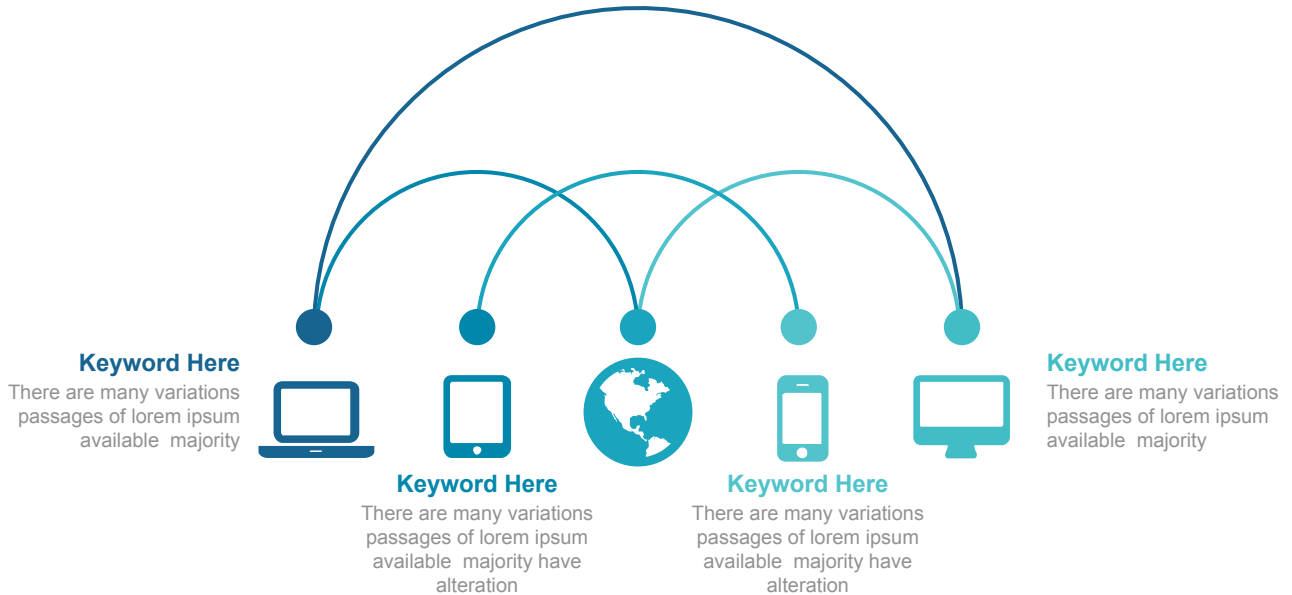 Keyword Here
There are many variations
passages of lorem ipsum
available  majority
Keyword Here
There are many variations
passages of lorem ipsum
available  majority have
alteration
Keyword Here
There are many variations
passages of lorem ipsum
available  majority have
alteration
Keyword Here
There are many variations
passages of lorem ipsum
available  majority